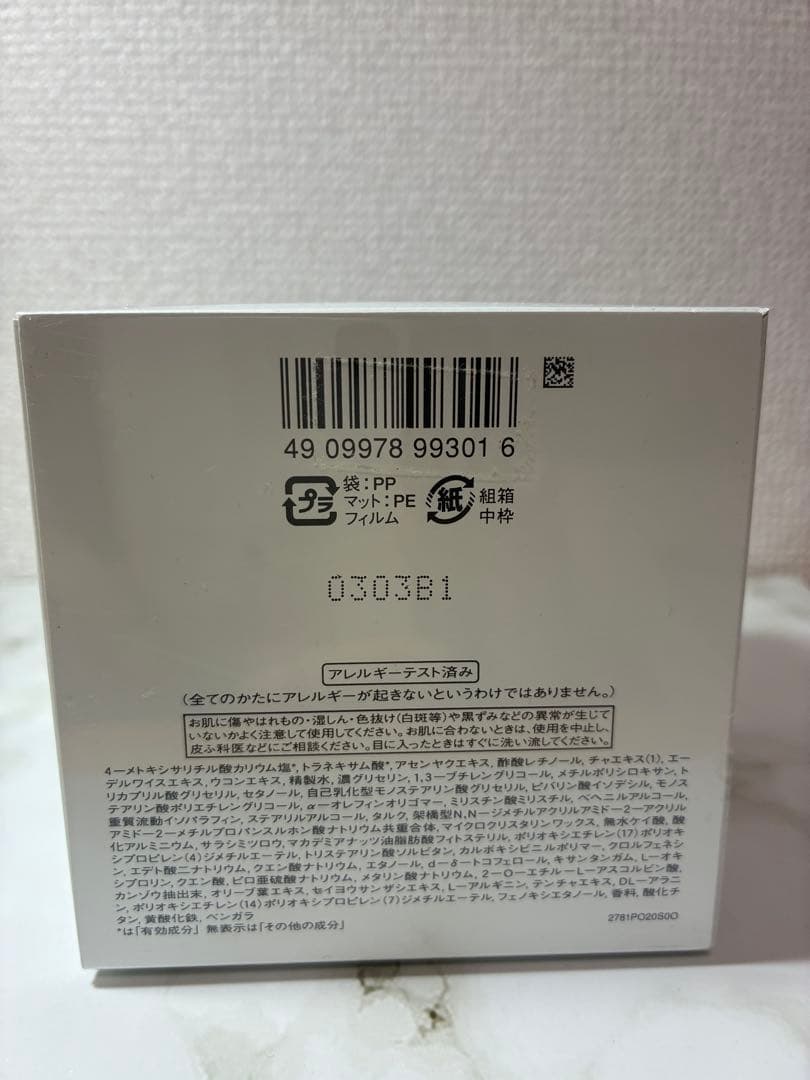 49 09978 99301 6
プラ
袋：PP
マット：PE
フィルム
紙
組箱
中枠
0303B1
アレルギーテスト済み
（全てのかたにアレルギーが起きないというわけではありません。）
お肌に傷やはれもの・湿しん・色抜け（白斑等）や黒ずみなどの異常が生じて
いないかよく注意して使用してください。お肌に合わないときは、使用を中止し、
皮ふ科医などにご相談ください。目に入ったときはすぐに洗い流してください。
4－メトキシサリチル酸カリウム塩*, トラネキサム酸*, アセンヤクエキス, 酢酸レチノール, チャエキス(1), エー
デルワイスエキス, ウコンエキス, 精製水, 濃グリセリン, 1,3－ブチレングリコール, メチルポリシロキサン, ト
リカプリル酸グリセリル, セタノール, 自己乳化型モノステアリン酸グリセリル, ピバリン酸イソデシル, モノス
テアリン酸ポリエチレングリコール, α－オレフィンオリゴマー, ミリスチン酸ミリスチル, ベヘニルアルコール,
重質流動イソパラフィン, ステアリルアルコール, タルク, 架橋型N,N－ジメチルアクリルアミド－2－アクリル
アミド－2－メチルプロパンスルホン酸ナトリウム共重合体, マイクロクリスタリンワックス, 無水ケイ酸, 酸
化アルミニウム, サラシミツロウ, マカデミアナッツ油脂肪酸フィトステリル, ポリオキシエチレン(17)ポリオキ
シプロピレン(4)ジメチルエーテル, トリステアリン酸ソルビタン, カルボキシビニルポリマー, クロルフェネシ
ン, エデト酸二ナトリウム, クエン酸ナトリウム, エタノール, d－δ－トコフェロール, キサンタンガム, L－オキ
シプロリン, クエン酸, ピロ亜硫酸ナトリウム, メタリン酸ナトリウム, 2－O－エチル－L－アスコルビン酸,
カンゾウ抽出末, オリーブ葉エキス, セイヨウサンザシエキス, L－アルギニン, テンチャエキス, DL－アラニ
ン, ポリオキシエチレン(14)ポリオキシプロピレン(7)ジメチルエーテル, フェノキシエタノール, 香料, 酸化チ
タン, 黄酸化鉄, ベンガラ
*は「有効成分」 無表示は「その他の成分」
2781PO20S0O